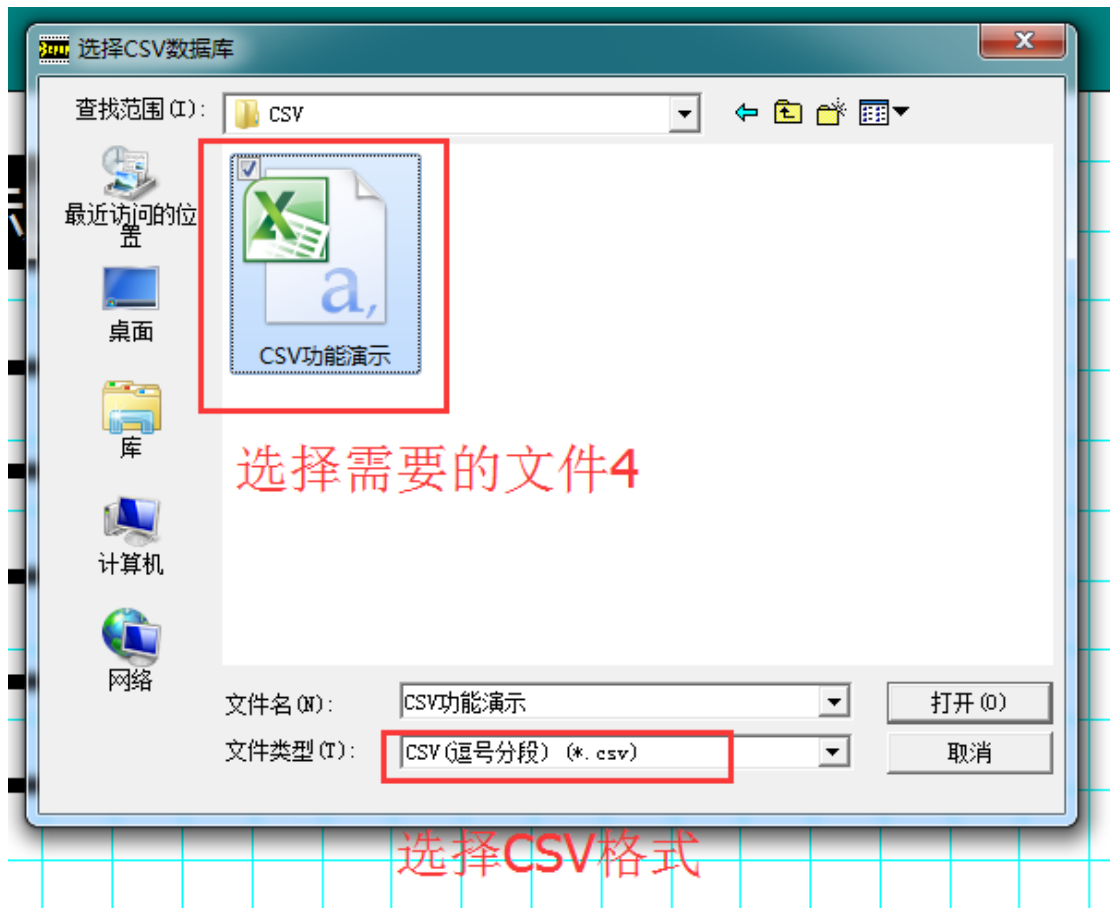 选择CSV数据库
查找范围(I):
CSV
最近访问的位
置
桌面
库
计算机
网络
a,
CSV功能演示
选择需要的文件4
文件名(N):
CSV功能演示
打开(O)
文件类型(T):
CSV(逗号分段) (*.csv)
取消
选择CSV格式